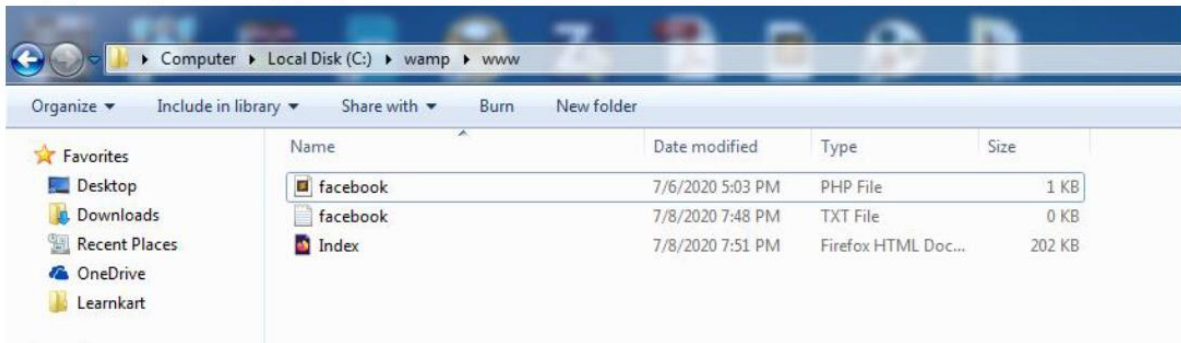 Computer ▸ Local Disk (C:) ▸ wamp ▸ www
Organize Include in library Share with Burn New folder
Favorites
Desktop
Downloads
Recent Places
OneDrive
Learnkart
Name Date modified Type Size
facebook 7/6/2020 5:03 PM PHP File 1 KB
facebook 7/8/2020 7:48 PM TXT File 0 KB
Index 7/8/2020 7:51 PM Firefox HTML Doc... 202 KB